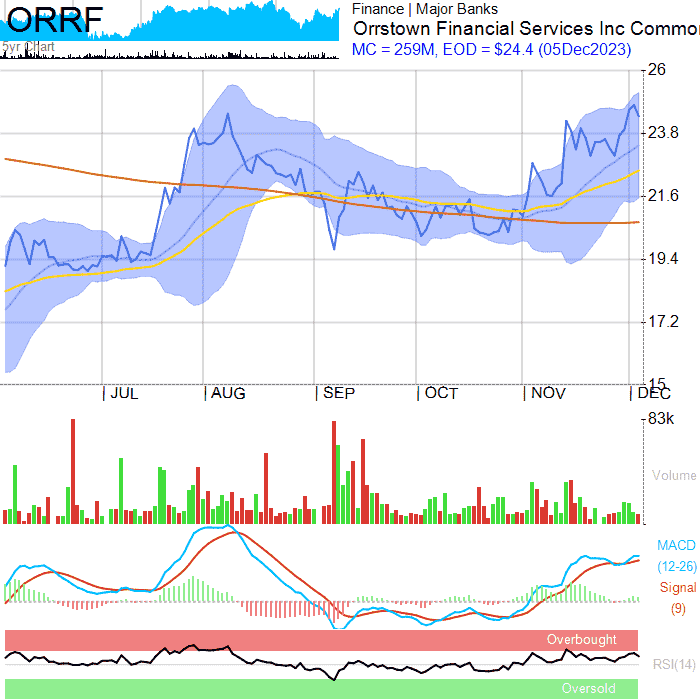 ORRF
5yr Chart
Finance | Major Banks
Orrstown Financial Services Inc Commo
MC = 259M, EOD = $24.4 (05Dec2023)
26
23.8
21.6
19.4
17.2
15
| JUL | AUG | SEP | OCT | NOV | DEC
83k
Volume
MACD
(12-26)
Signal
(9)
Overbought
RSI(14)
Oversold